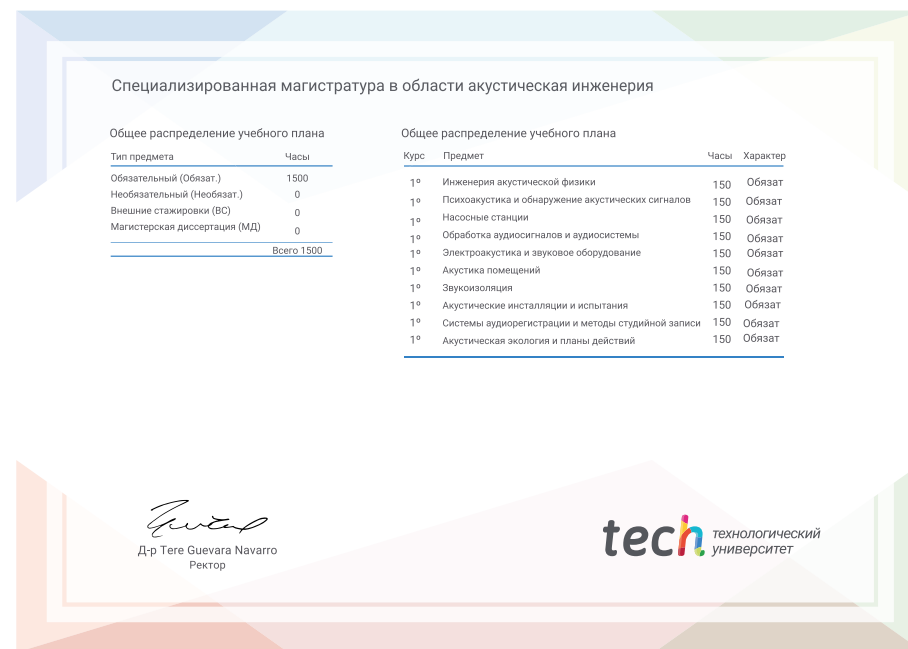 Специализированная магистратура в области акустическая инженерия
Общее распределение учебного плана
Тип предмета Часы
Обязательный (Обязат.) 1500
Необязательный (Необязат.) 0
Внешние стажировки (ВС) 0
Магистерская диссертация (МД) 0
Всего 1500
Общее распределение учебного плана
Курс Предмет Часы Характер
1º Инженерия акустической физики 150 Обязат
1º Психоакустика и обнаружение акустических сигналов 150 Обязат
1º Насосные станции 150 Обязат
1º Обработка аудиосигналов и аудиосистемы 150 Обязат
1º Электроакустика и звуковое оборудование 150 Обязат
1º Акустика помещений 150 Обязат
1º Звукоизоляция 150 Обязат
1º Акустические инсталляции и испытания 150 Обязат
1º Системы аудиорегистрации и методы студийной записи 150 Обязат
1º Акустическая экология и планы действий 150 Обязат
Д-р Tere Guevara Navarro
Ректор
tech технологический
университет